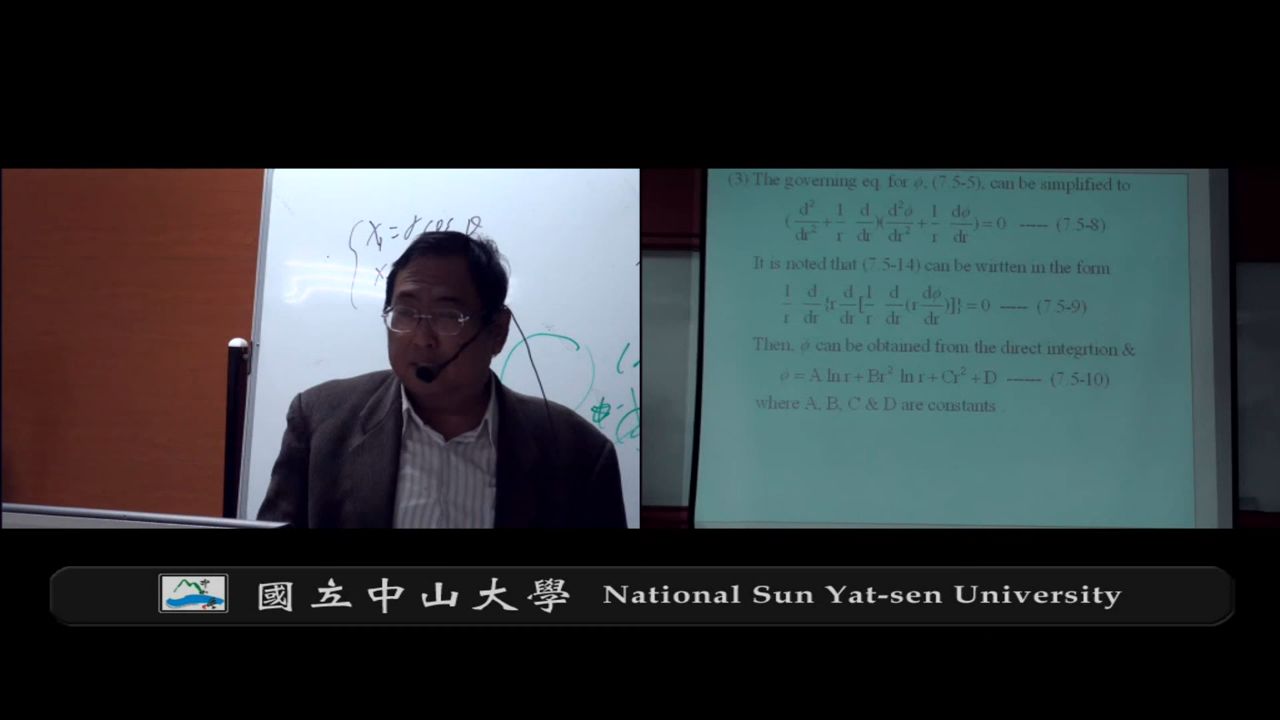 x₁ = r cos θ
(3) The governing eq. for ϕ, (7.5-5), can be simplified to
(d²/dr² + 1/r d/dr)(d²ϕ/dr² + 1/r dϕ/dr) = 0 ----- (7.5-8)
It is noted that (7.5-14) can be wirtten in the form
1/r d/dr {r d/dr [1/r d/dr (r dϕ/dr)]} = 0 ----- (7.5-9)
Then, ϕ can be obtained from the direct integrtion &
ϕ = A ln r + Br² ln r + Cr² + D ------ (7.5-10)
where A, B, C & D are constants .
國立中山大學 National Sun Yat-sen University